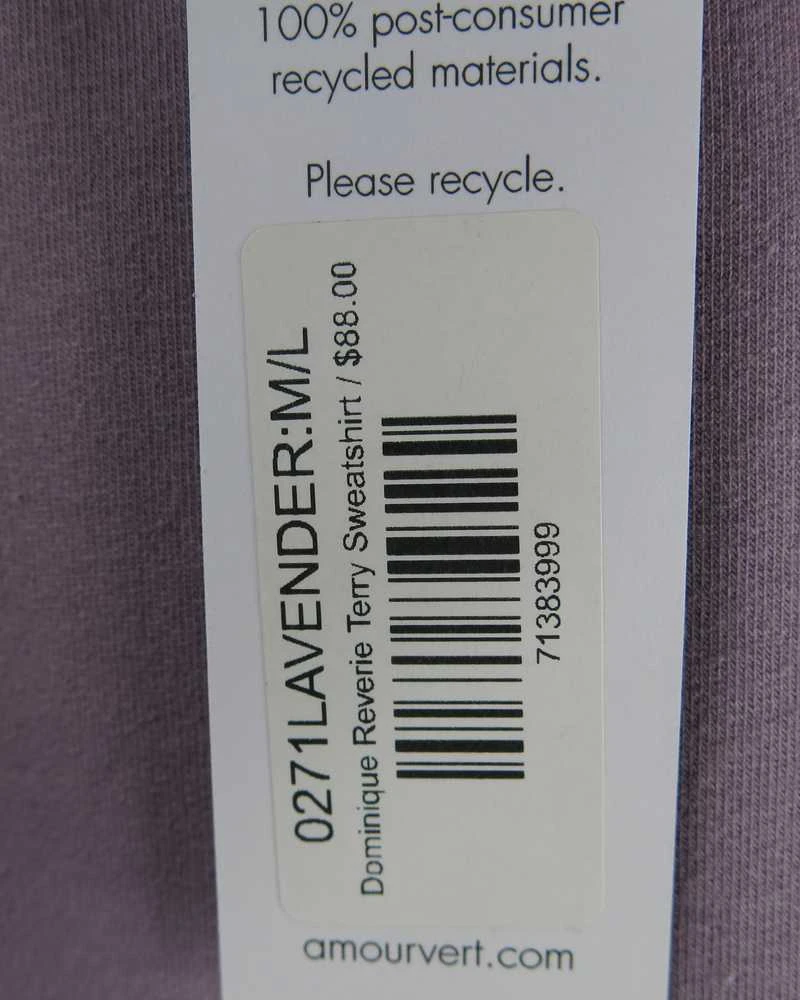 100% post-consumer
recycled materials.
Please recycle.
0271LAVENDER:M/L
Dominique Reverie Terry Sweatshirt / $88.00
71383999
amourvert.com